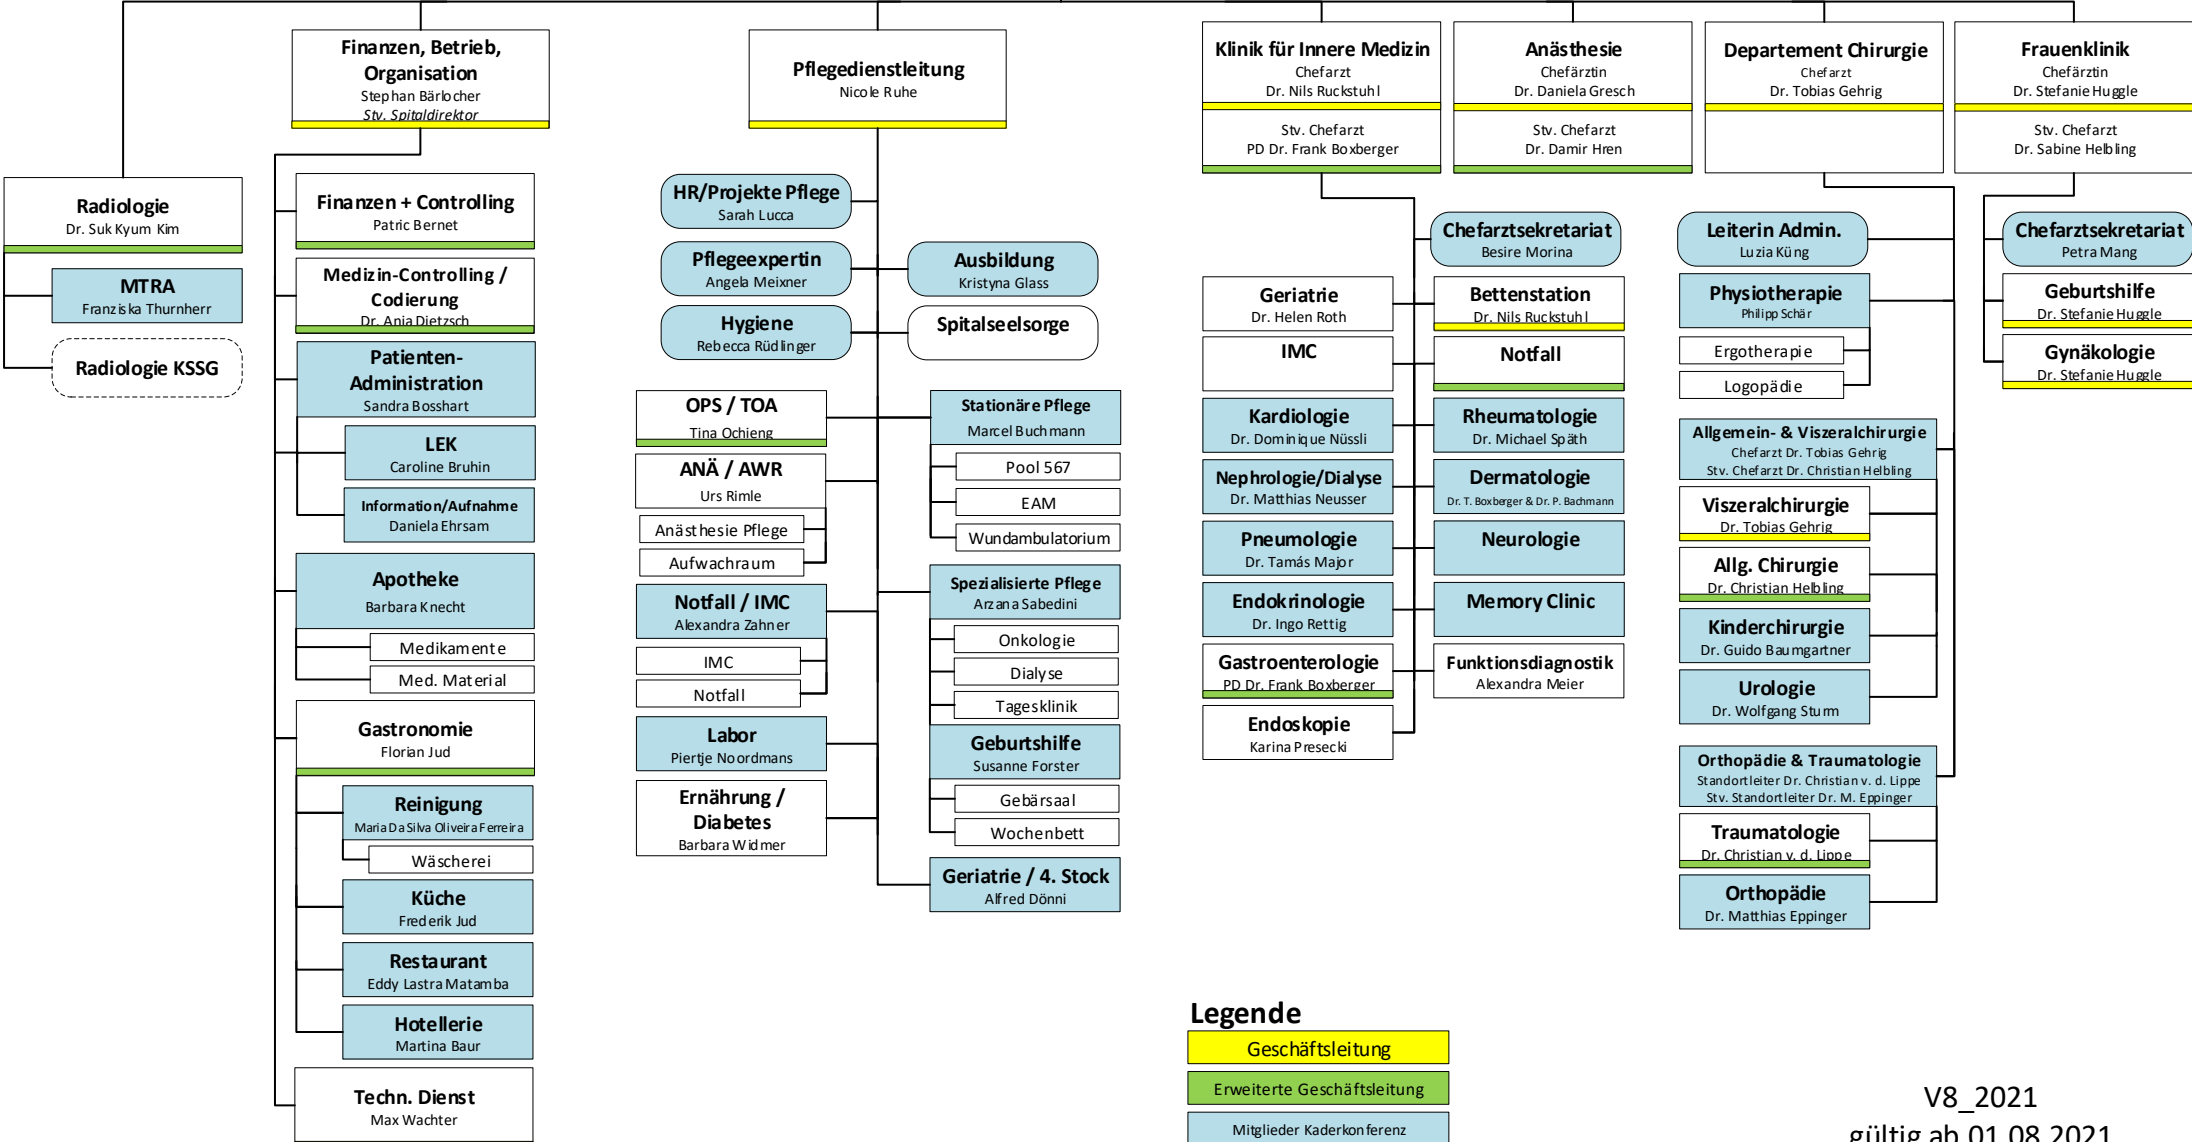 Finanzen, Betrieb,
Organisation
Stephan Bärlocher
Stv. Spitaldirektor
Pflegedienstleitung
Nicole Ruhe
Klinik für Innere Medizin
Chefarzt
Dr. Nils Ruckstuhl
Stv. Chefarzt
PD Dr. Frank Boxberger
Anästhesie
Chefärztin
Dr. Daniela Gresch
Stv. Chefarzt
Dr. Damir Hren
Departement Chirurgie
Chefarzt
Dr. Tobias Gehrig
Frauenklinik
Chefärztin
Dr. Stefanie Huggle
Stv. Chefarzt
Dr. Sabine Helbling
Radiologie
Dr. Suk Kyum Kim
MTRA
Franziska Thurnherr
Radiologie KSSG
Finanzen + Controlling
Patric Bernet
Medizin-Controlling /
Codierung
Dr. Anja Dietzsch
Patienten-
Administration
Sandra Bosshart
LEK
Caroline Bruhin
Information/Aufnahme
Daniela Ehrsam
Apotheke
Barbara Knecht
Medikamente
Med. Material
Gastronomie
Florian Jud
Reinigung
Maria Da Silva Oliveira Ferreira
Wäscherei
Küche
Frederik Jud
Restaurant
Eddy Lastra Matamba
Hotellerie
Martina Baur
Techn. Dienst
Max Wachter
HR/Projekte Pflege
Sarah Lucca
Pflegeexpertin
Angela Meixner
Ausbildung
Kristyna Glass
Hygiene
Rebecca Rüdlinger
Spitalseelsorge
OPS / TOA
Tina Ochieng
ANÄ / AWR
Urs Rimle
Anästhesie Pflege
Aufwachraum
Notfall / IMC
Alexandra Zahner
IMC
Notfall
Labor
Piertje Noordmans
Ernährung /
Diabetes
Barbara Widmer
Stationäre Pflege
Marcel Buchmann
Pool 567
EAM
Wundambulatorium
Spezialisierte Pflege
Arzana Sabedini
Onkologie
Dialyse
Tagesklinik
Geburtshilfe
Susanne Forster
Gebärsaal
Wochenbett
Geriatrie / 4. Stock
Alfred Dönni
Chefarztsekretariat
Besire Morina
Geriatrie
Dr. Helen Roth
Bettenstation
Dr. Nils Ruckstuhl
IMC
Notfall
Kardiologie
Dr. Dominique Nüssli
Rheumatologie
Dr. Michael Späth
Nephrologie/Dialyse
Dr. Matthias Neusser
Dermatologie
Dr. T. Boxberger & Dr. P. Bachmann
Pneumologie
Dr. Tamás Major
Neurologie
Endokrinologie
Dr. Ingo Rettig
Memory Clinic
Gastroenterologie
PD Dr. Frank Boxberger
Funktionsdiagnostik
Alexandra Meier
Endoskopie
Karina Presecki
Leiterin Admin.
Luzia Küng
Physiotherapie
Philipp Schär
Ergotherapie
Logopädie
Allgemein- & Viszeralchirurgie
Chefarzt Dr. Tobias Gehrig
Stv. Chefarzt Dr. Christian Helbling
Viszeralchirurgie
Dr. Tobias Gehrig
Allg. Chirurgie
Dr. Christian Helbling
Kinderchirurgie
Dr. Guido Baumgartner
Urologie
Dr. Wolfgang Sturm
Orthopädie & Traumatologie
Standortleiter Dr. Christian v. d. Lippe
Stv. Standortleiter Dr. M. Eppinger
Traumatologie
Dr. Christian v. d. Lippe
Orthopädie
Dr. Matthias Eppinger
Chefarztsekretariat
Petra Mang
Geburtshilfe
Dr. Stefanie Huggle
Gynäkologie
Dr. Stefanie Huggle
Legende
Geschäftsleitung
Erweiterte Geschäftsleitung
Mitglieder Kaderkonferenz
V8_2021
gültig ab 01.08.2021